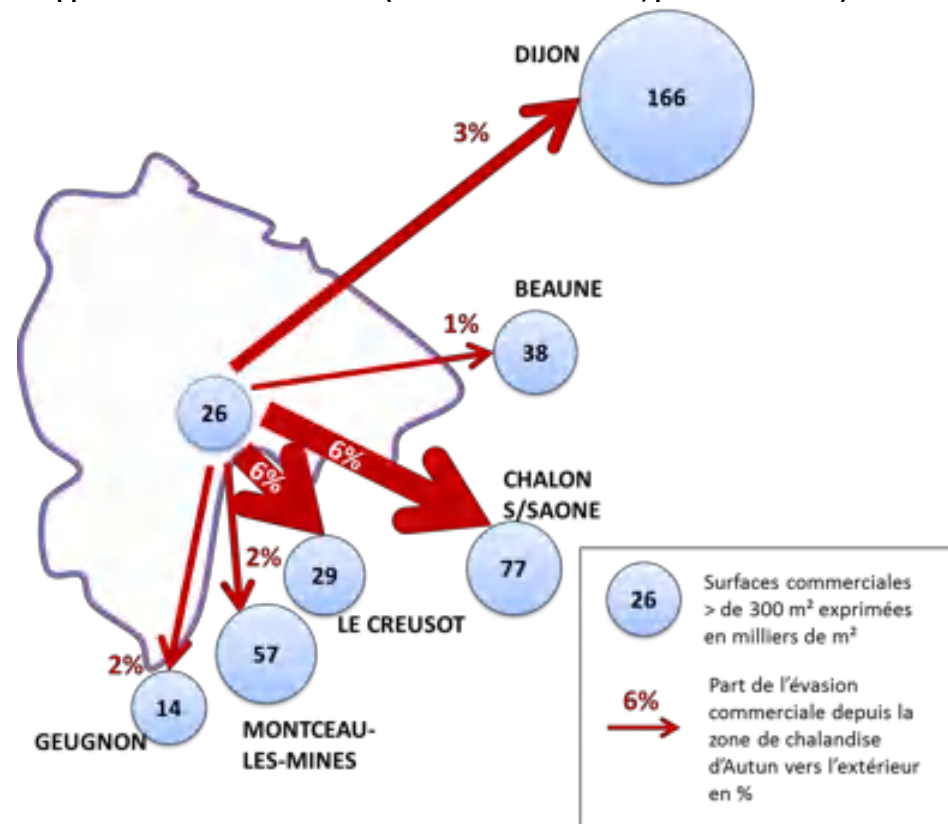 DIJON
166
3%
BEAUNE
1%
38
26
6%
6%
CHALON
S/SAONE
77
2%
29
LE CREUSOT
57
2%
14
GEUGNON
MONTCEAU-
LES-MINES
26
Surfaces commerciales
> de 300 m² exprimées
en milliers de m²
6%
Part de l'évasion
commerciale depuis la
zone de chalandise
d'Autun vers l'extérieur
en %